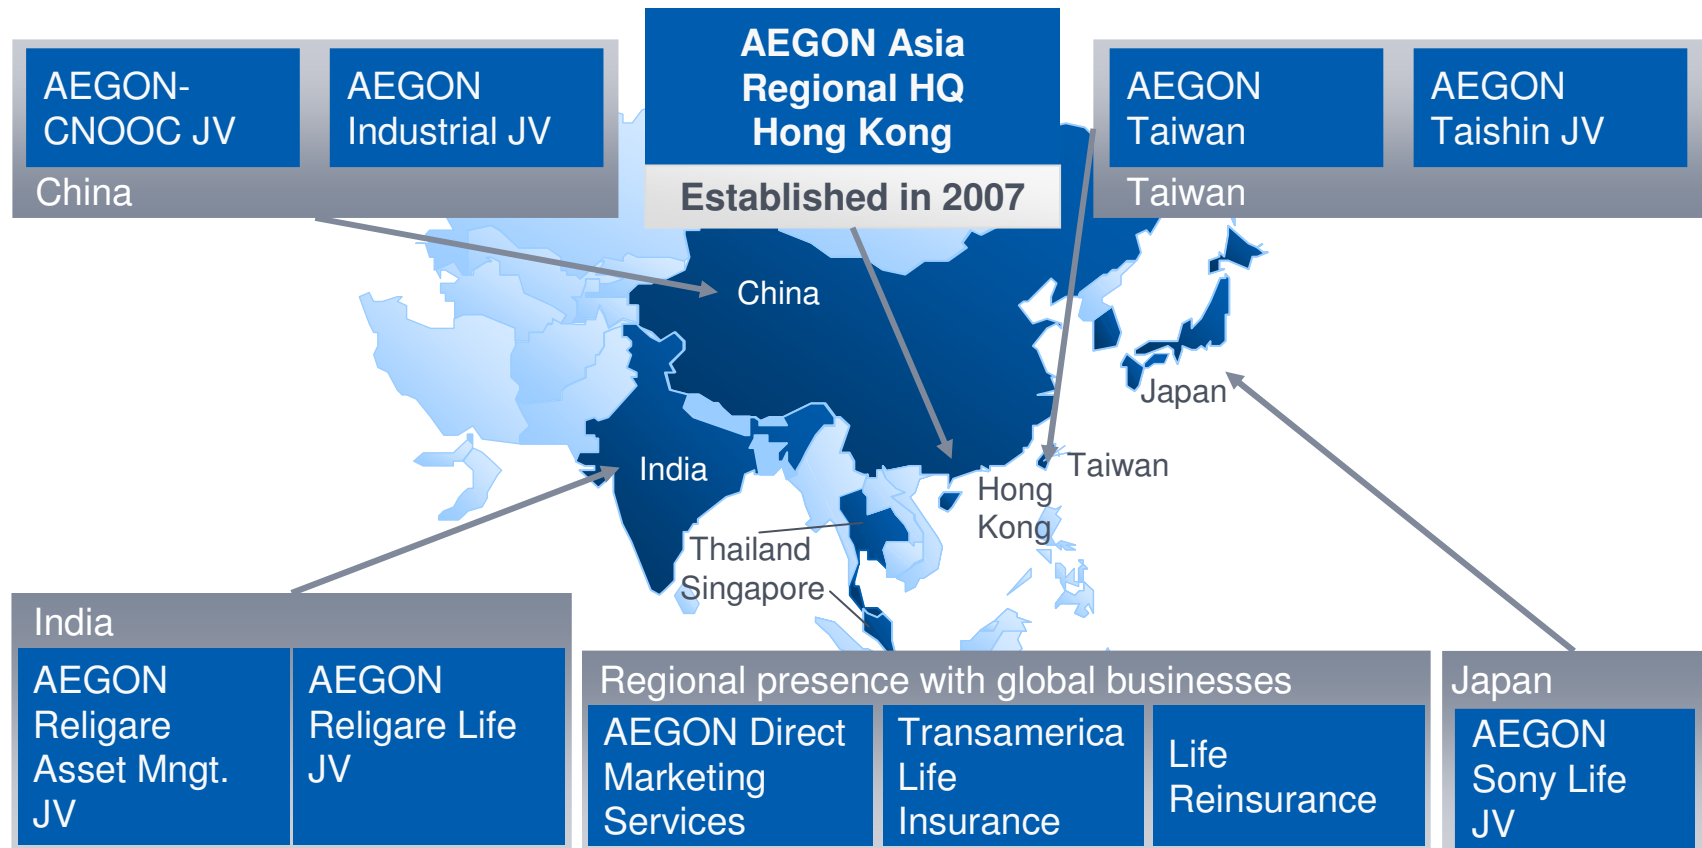 AEGON-
CNOOC JV
AEGON
Industrial JV
China
AEGON Asia
Regional HQ
Hong Kong
Established in 2007
AEGON
Taiwan
AEGON
Taishin JV
Taiwan
China
Japan
India
Taiwan
Hong
Kong
Thailand
Singapore
India
AEGON
Religare
Asset Mngt.
JV
AEGON
Religare Life
JV
Regional presence with global businesses
AEGON Direct
Marketing
Services
Transamerica
Life
Insurance
Life
Reinsurance
Japan
AEGON
Sony Life
JV